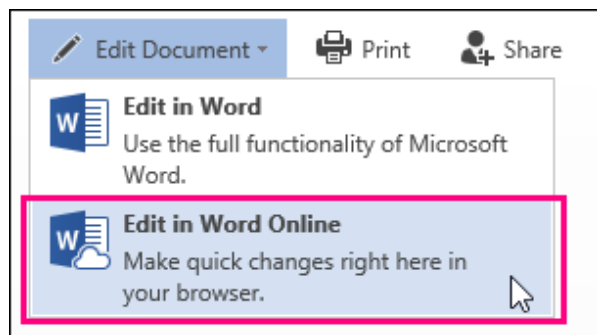 Edit Document Print Share
Edit in Word
Use the full functionality of Microsoft
Word.
Edit in Word Online
Make quick changes right here in
your browser.